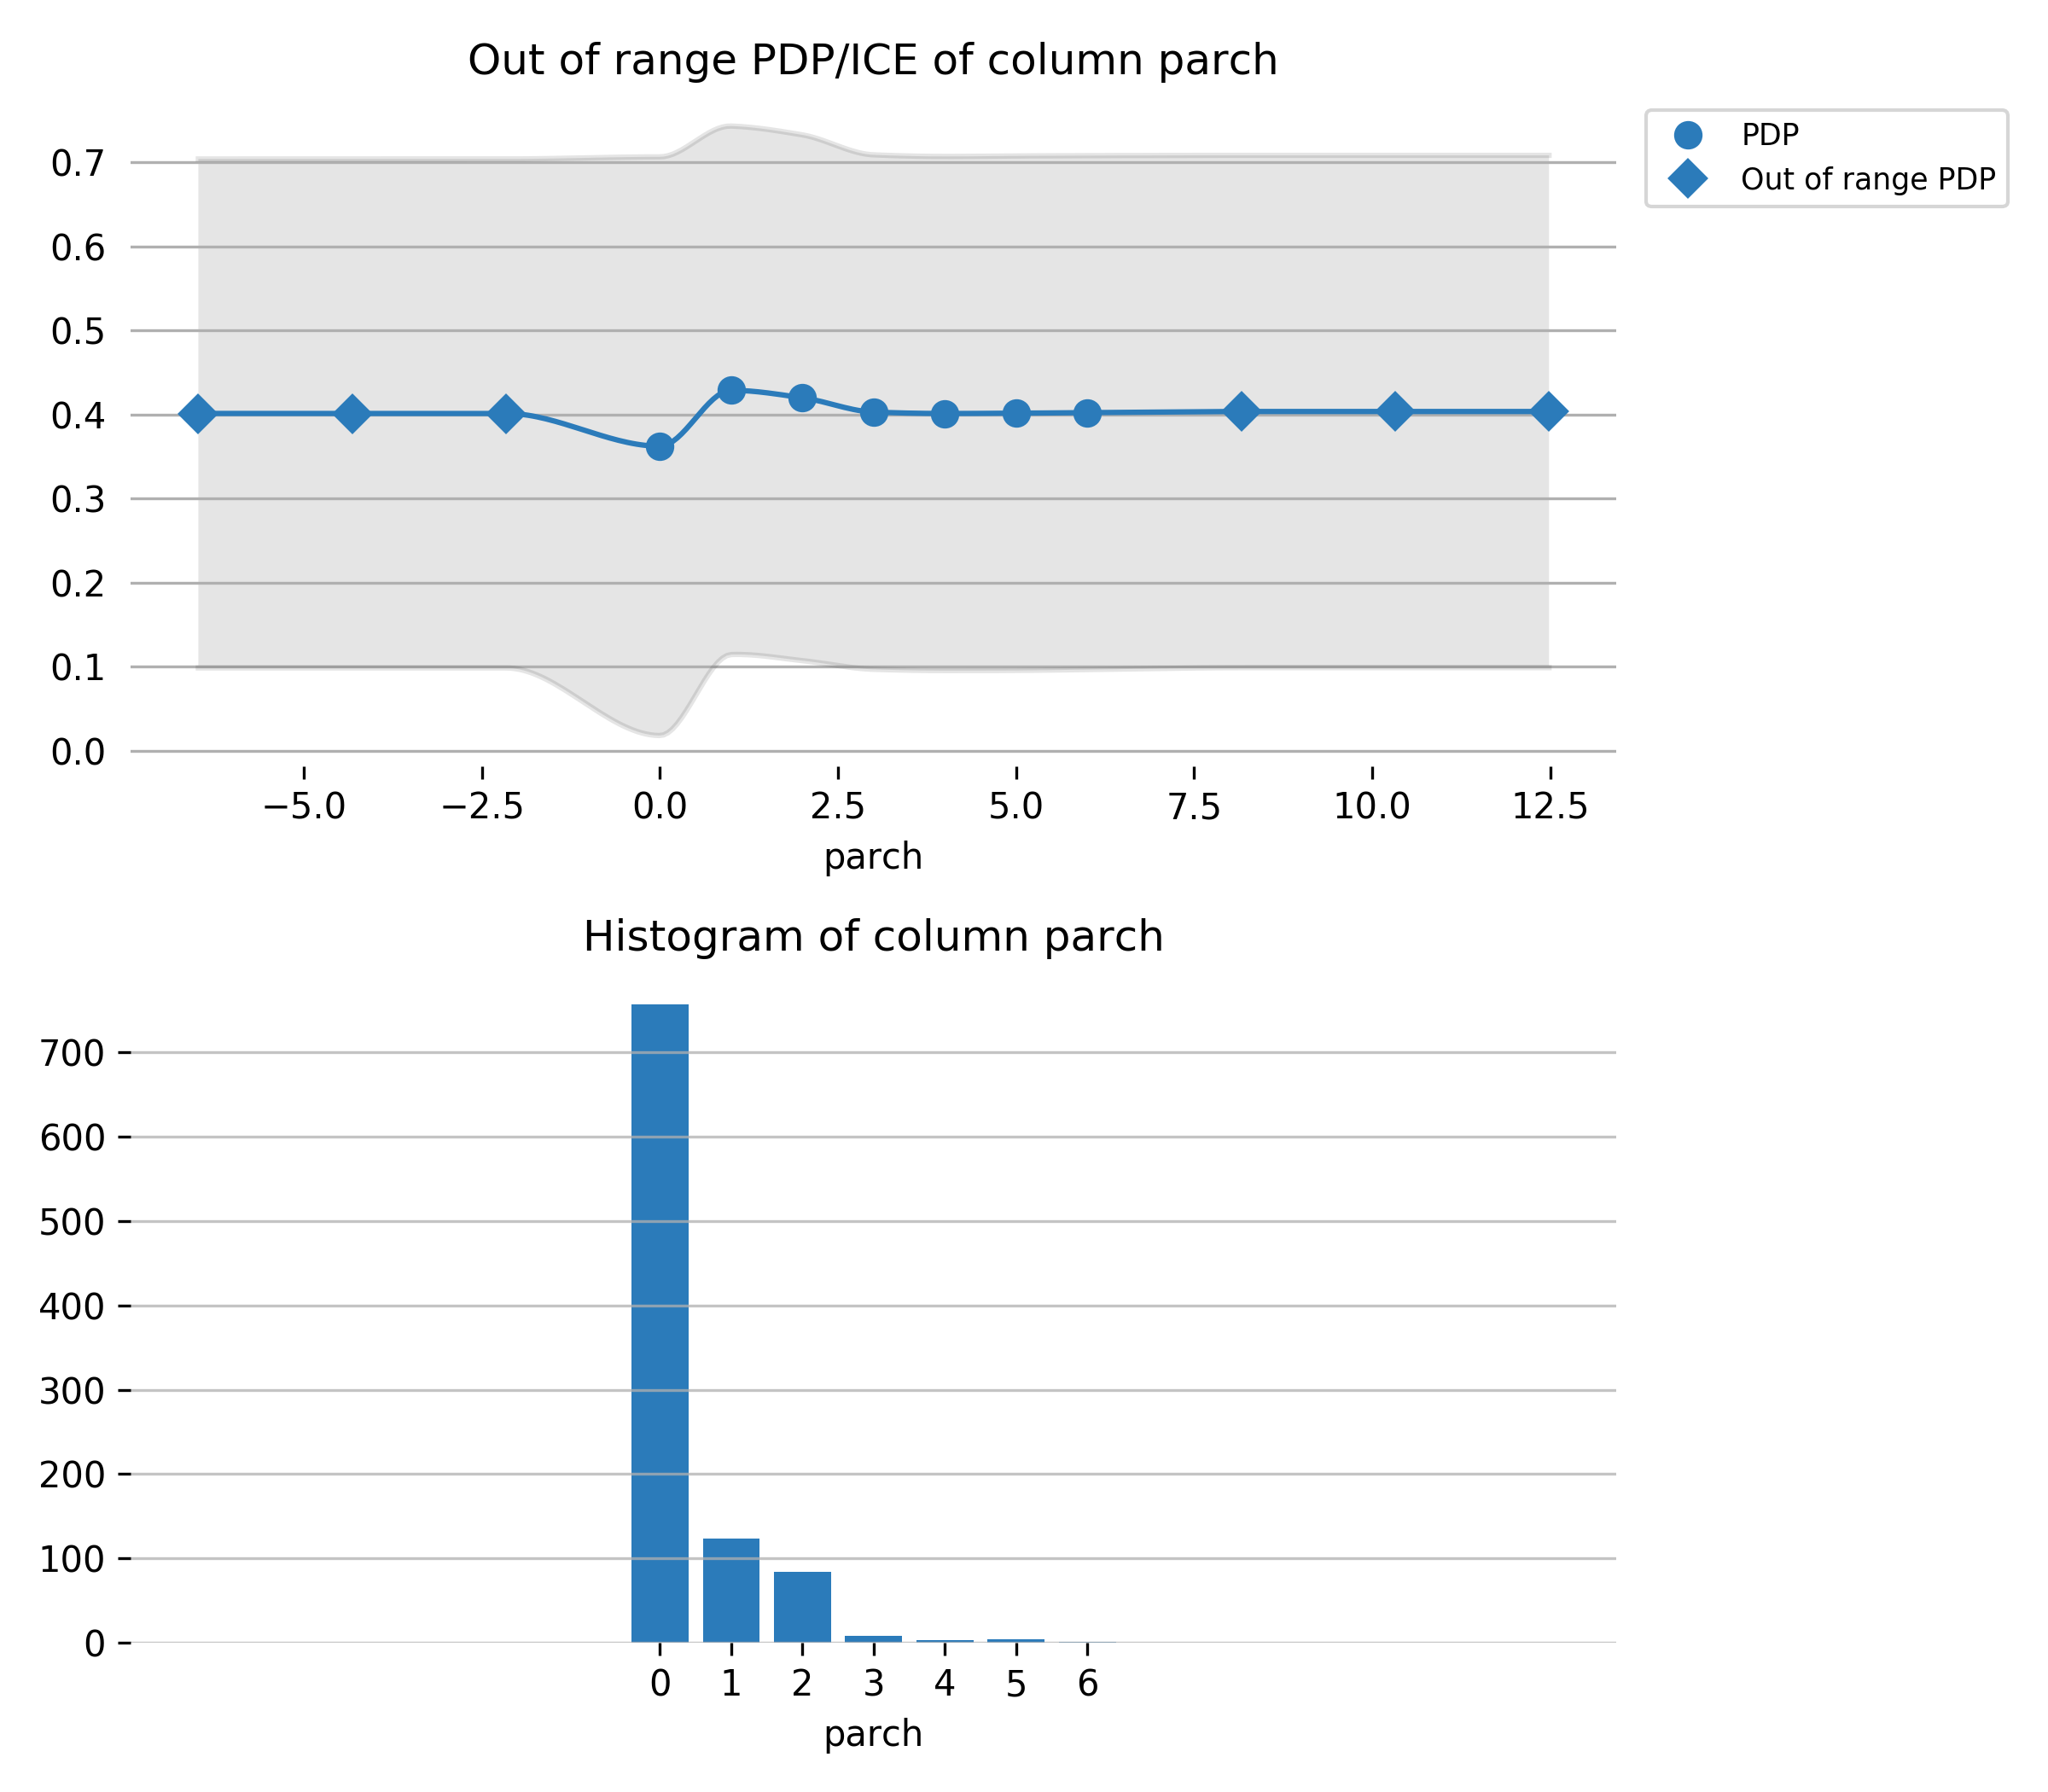 Out of range PDP/ICE of column parch
PDP
Out of range PDP
0.7
0.6
0.5
0.4
0.3
0.2
0.1
0.0
−5.0 −2.5 0.0 2.5 5.0 7.5 10.0 12.5
parch
Histogram of column parch
700
600
500
400
300
200
100
0
0 1 2 3 4 5 6
parch